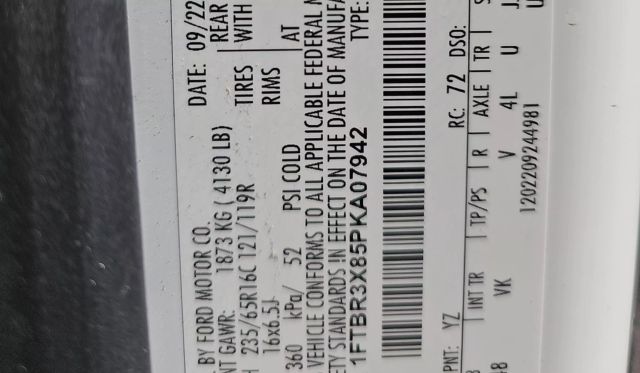 BY FORD MOTOR CO. DATE: 09/22
NT GAWR: 1873 KG ( 4130 LB) REAR
H 235/65R16C 121/119R TIRES WITH
16x6.5J RIMS
360 kPa/ 52 PSI COLD AT
VEHICLE CONFORMS TO ALL APPLICABLE FEDERAL M
ETY STANDARDS IN EFFECT ON THE DATE OF MANUFA
1FTBR3X85PKA07942 TYPE:
PNT: YZ RC: 72 DSO:
INT TR TP/PS R AXLE TR S
48 VK V 4L U J
1202209244981 U